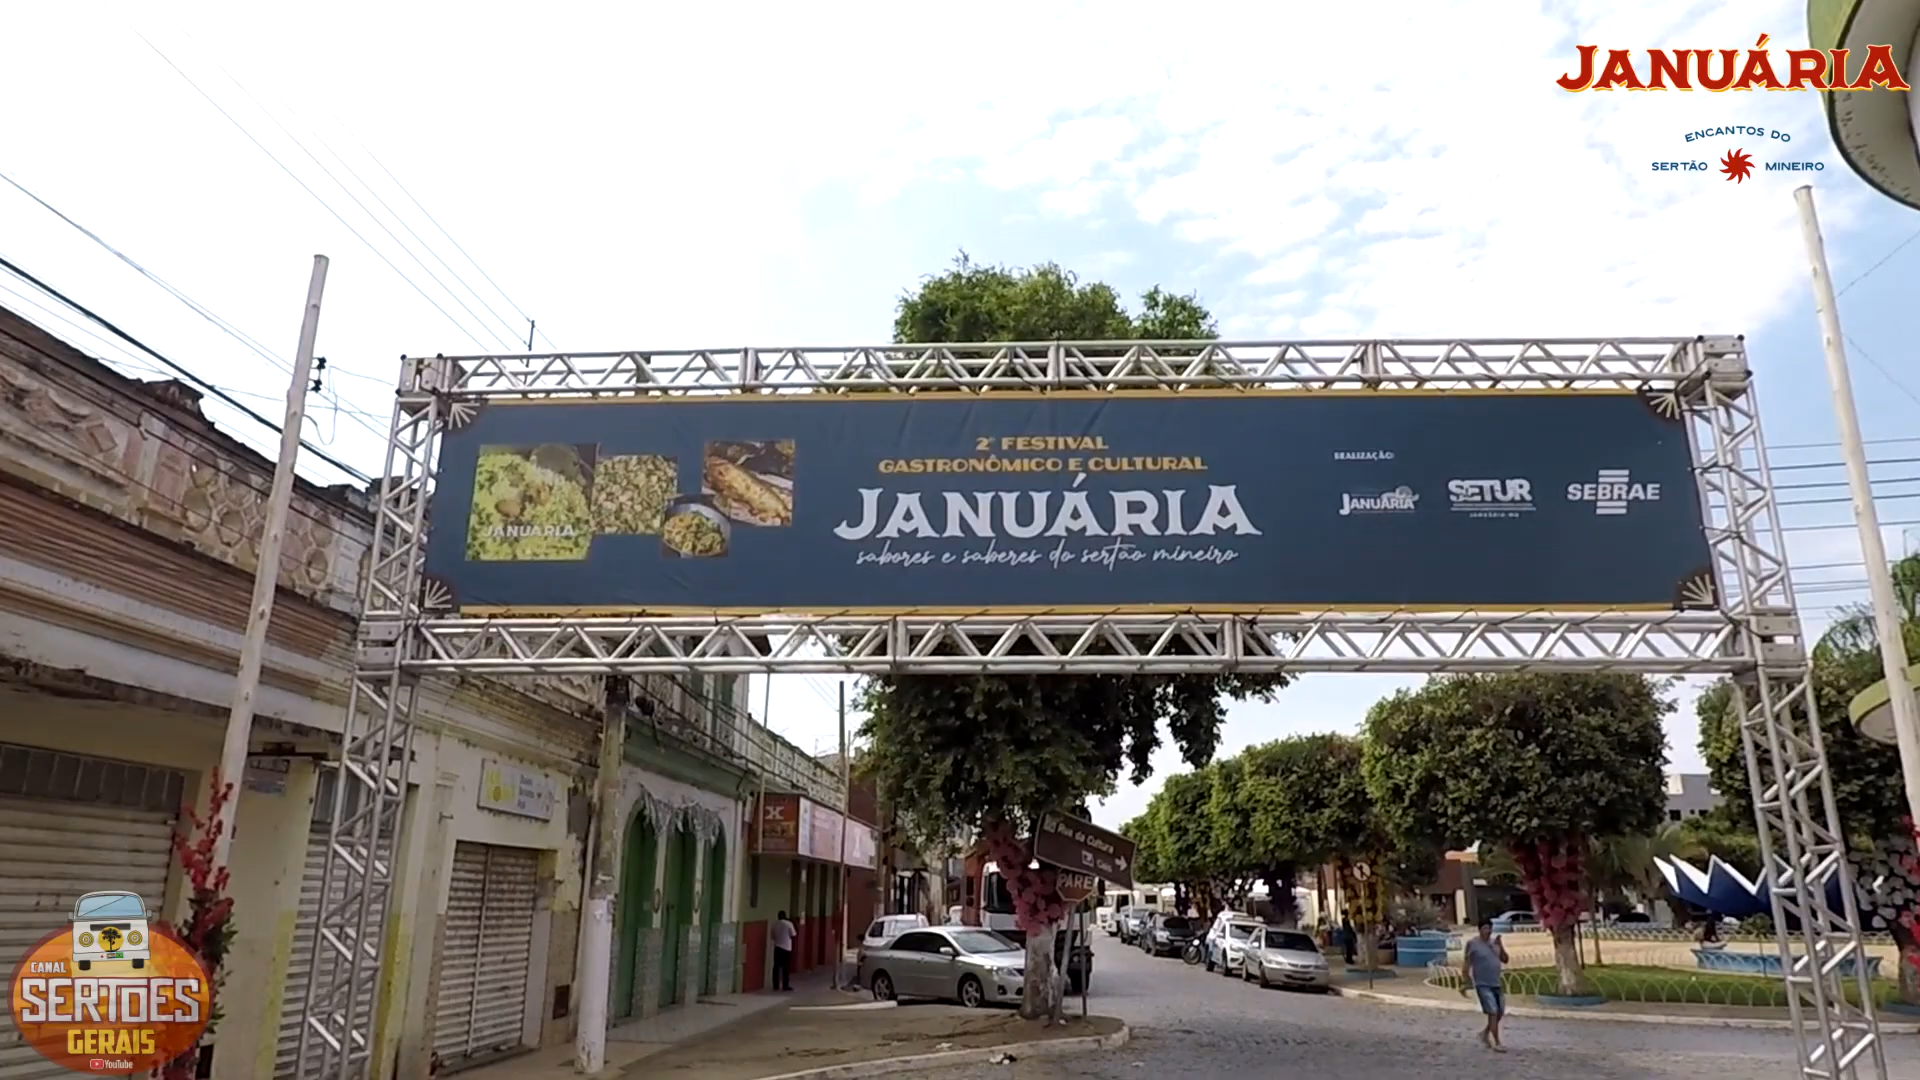 JANUÁRIA
ENCANTOS DO
SERTÃO MINEIRO
2º FESTIVAL
GASTRONÔMICO E CULTURAL
JANUÁRIA
sabores e saberes do sertão mineiro
REALIZAÇÃO:
JANUÁRIA
SETUR
SEBRAE
JANUÁRIA
Rua da Cultura
PARE
CANAL
SERTOES
GERAIS
YouTube